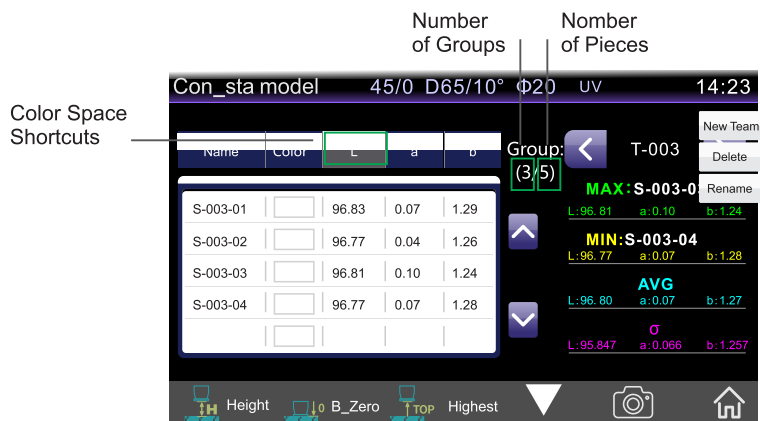 Number of Groups
Nomber of Pieces
Color Space Shortcuts
Con_sta model 45/0 D65/10° Φ20 UV 14:23
Name Color L a b
Group: T-003
(3/5)
New Team
Delete
Rename
S-003-01 96.83 0.07 1.29
S-003-02 96.77 0.04 1.26
S-003-03 96.81 0.10 1.24
S-003-04 96.77 0.07 1.28
MAX:S-003-0
L:96.81 a:0.10 b:1.24
MIN:S-003-04
L:96.77 a:0.07 b:1.28
AVG
L:96.80 a:0.07 b:1.27
σ
L:95.847 a:0.066 b:1.257
H Height 0 B_Zero TOP Highest